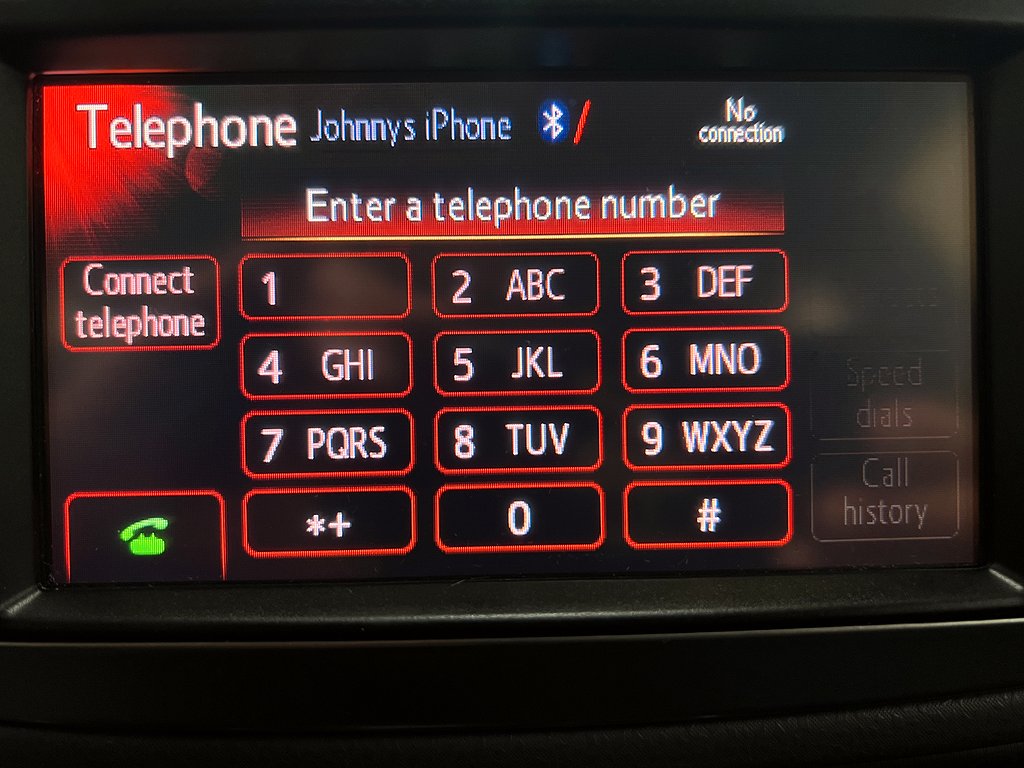 Telephone Johnnys iPhone
No
connection
Enter a telephone number
Connect
telephone
1
2 ABC
3 DEF
4 GHI
5 JKL
6 MNO
7 PQRS
8 TUV
9 WXYZ
*+
0
#
Speed
dials
Call
history